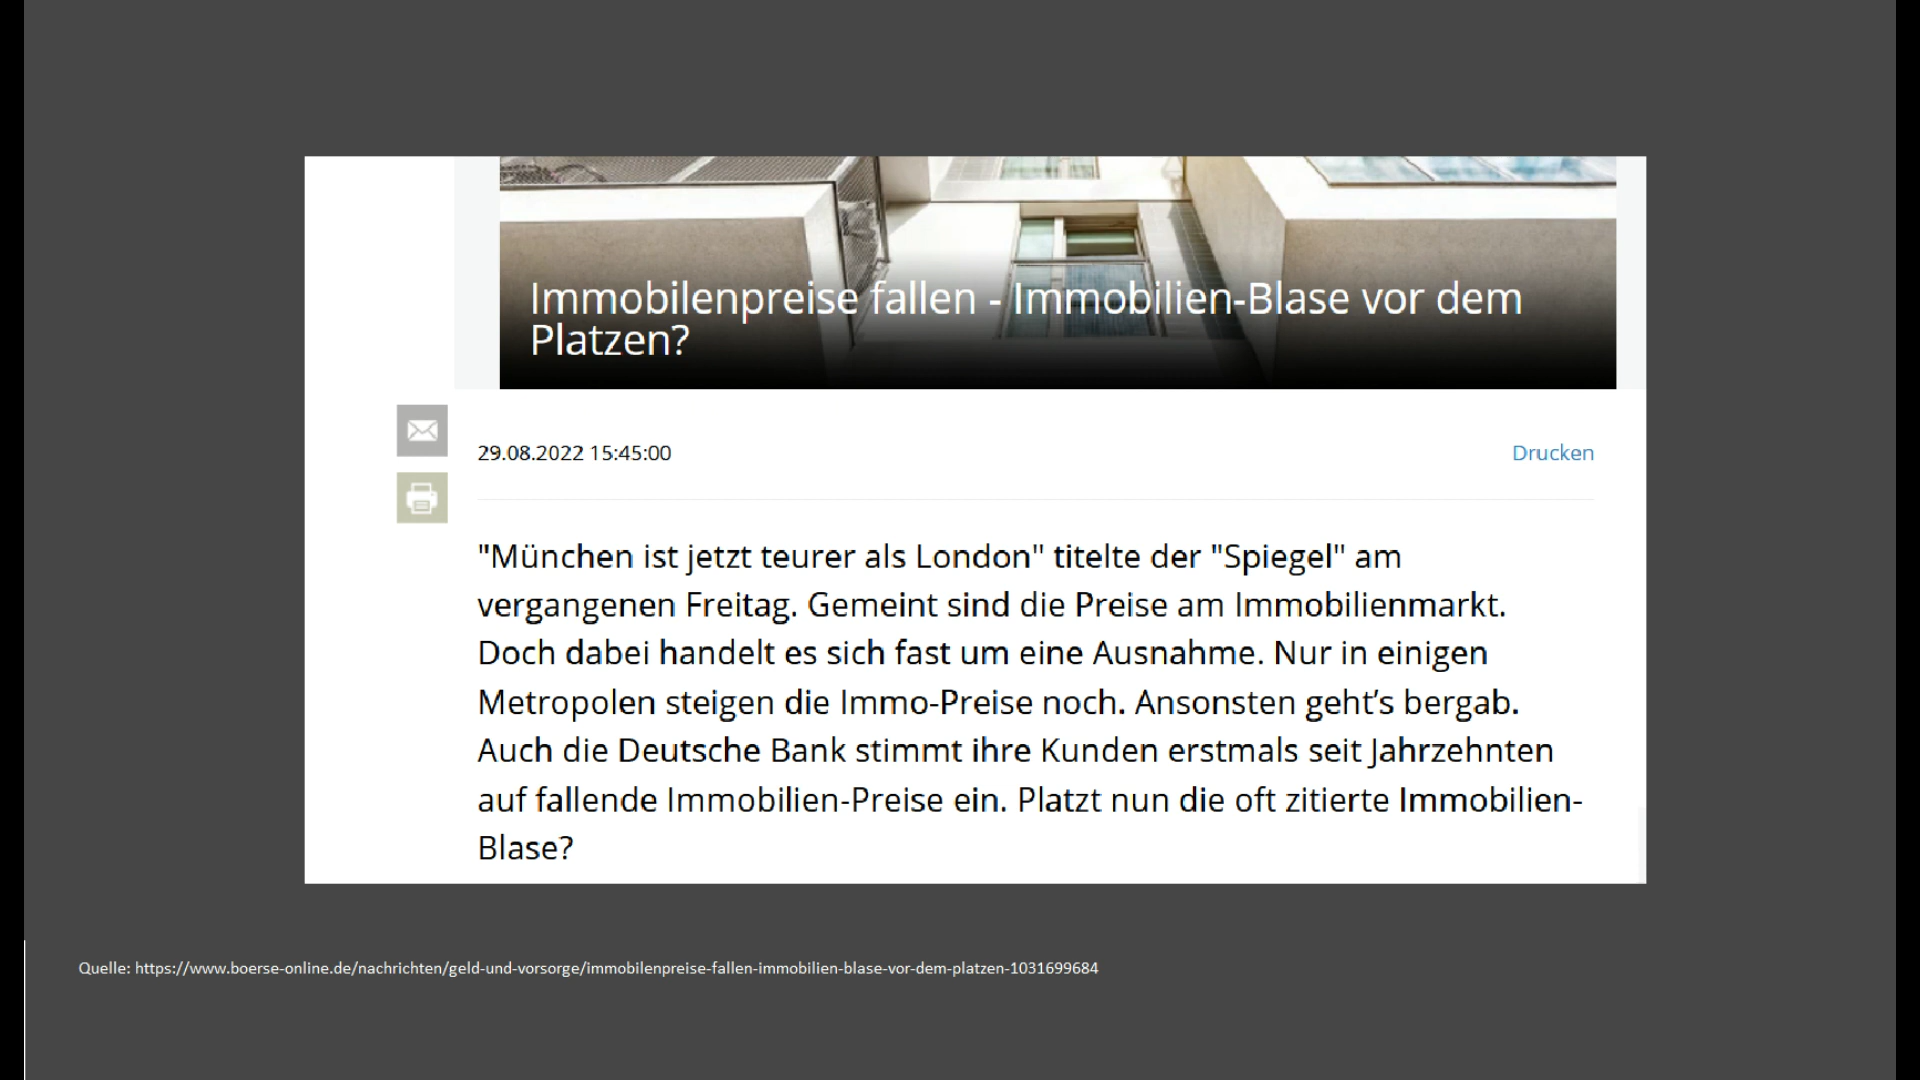 Immobilenpreise fallen - Immobilien-Blase vor dem
Platzen?
29.08.2022 15:45:00
Drucken
"München ist jetzt teurer als London" titelte der "Spiegel" am
vergangenen Freitag. Gemeint sind die Preise am Immobilienmarkt.
Doch dabei handelt es sich fast um eine Ausnahme. Nur in einigen
Metropolen steigen die Immo-Preise noch. Ansonsten geht’s bergab.
Auch die Deutsche Bank stimmt ihre Kunden erstmals seit Jahrzehnten
auf fallende Immobilien-Preise ein. Platzt nun die oft zitierte Immobilien-
Blase?
Quelle: https://www.boerse-online.de/nachrichten/geld-und-vorsorge/immobilenpreise-fallen-immobilien-blase-vor-dem-platzen-1031699684